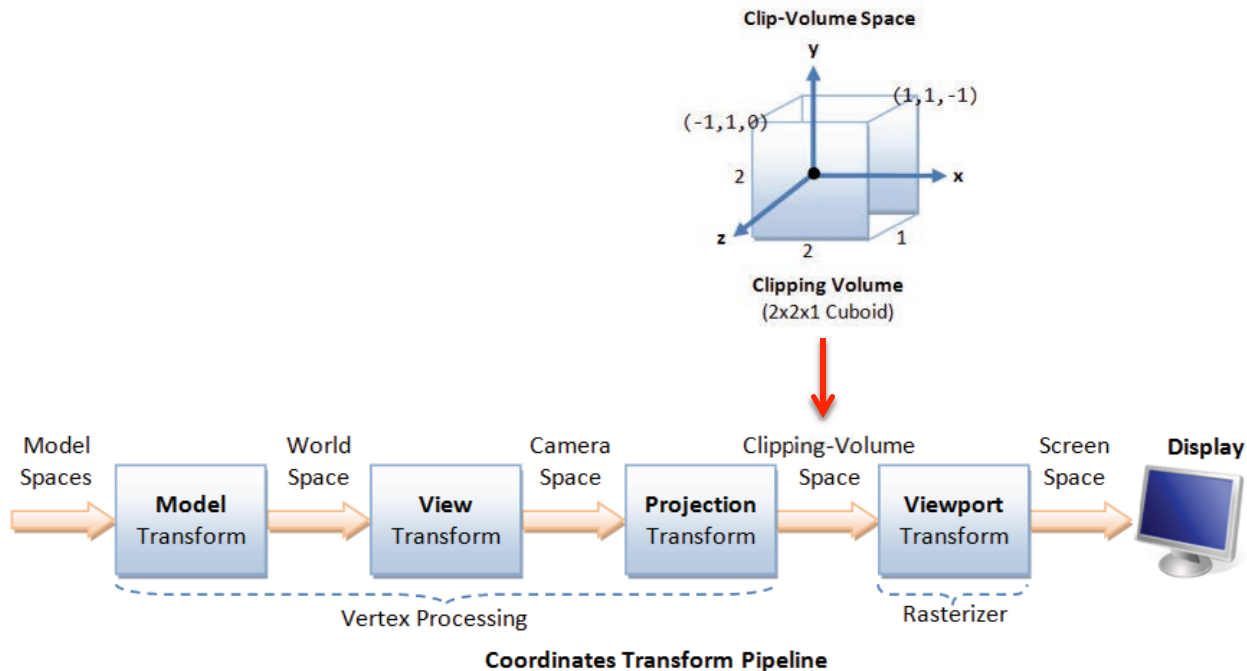 Clip-Volume Space
y
(1,1,-1)
(-1,1,0)
2
x
z
1
2
Clipping Volume
(2x2x1 Cuboid)
Model
Spaces
World
Space
Camera
Space
Clipping-Volume
Space
Screen
Space
Display
Model
Transform
View
Transform
Projection
Transform
Viewport
Transform
Vertex Processing
Rasterizer
Coordinates Transform Pipeline